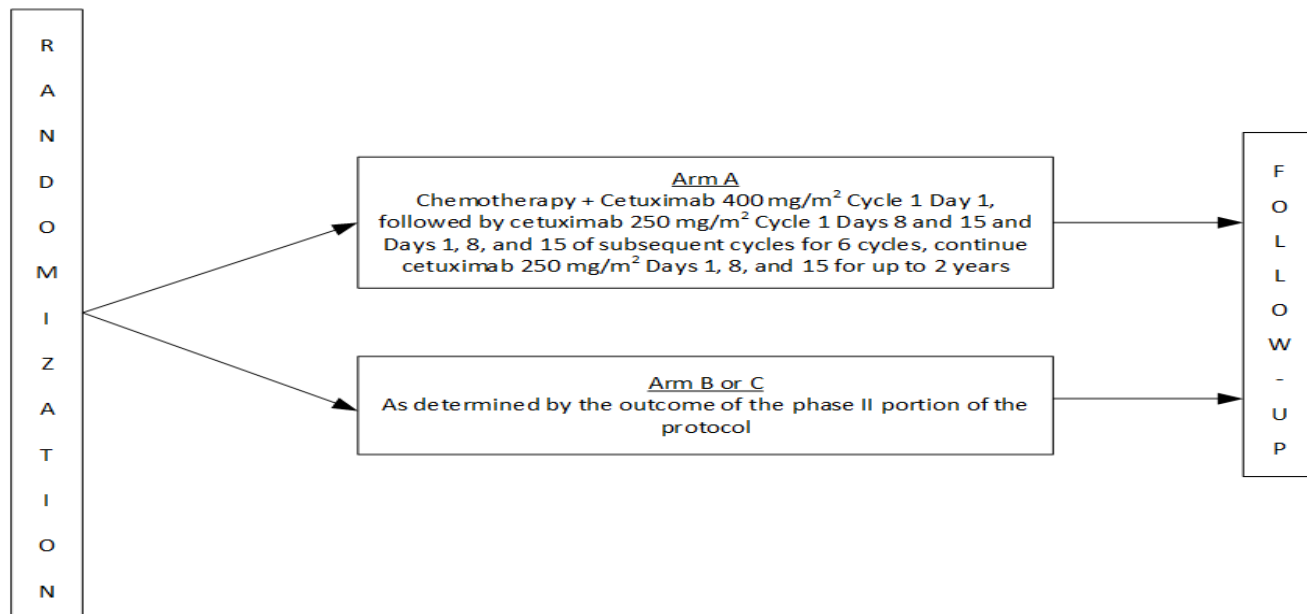 RANDOMIZATION
Arm A
Chemotherapy + Cetuximab 400 mg/m² Cycle 1 Day 1,
followed by cetuximab 250 mg/m² Cycle 1 Days 8 and 15 and
Days 1, 8, and 15 of subsequent cycles for 6 cycles, continue
cetuximab 250 mg/m² Days 1, 8, and 15 for up to 2 years
Arm B or C
As determined by the outcome of the phase II portion of the
protocol
FOLLOW-UP